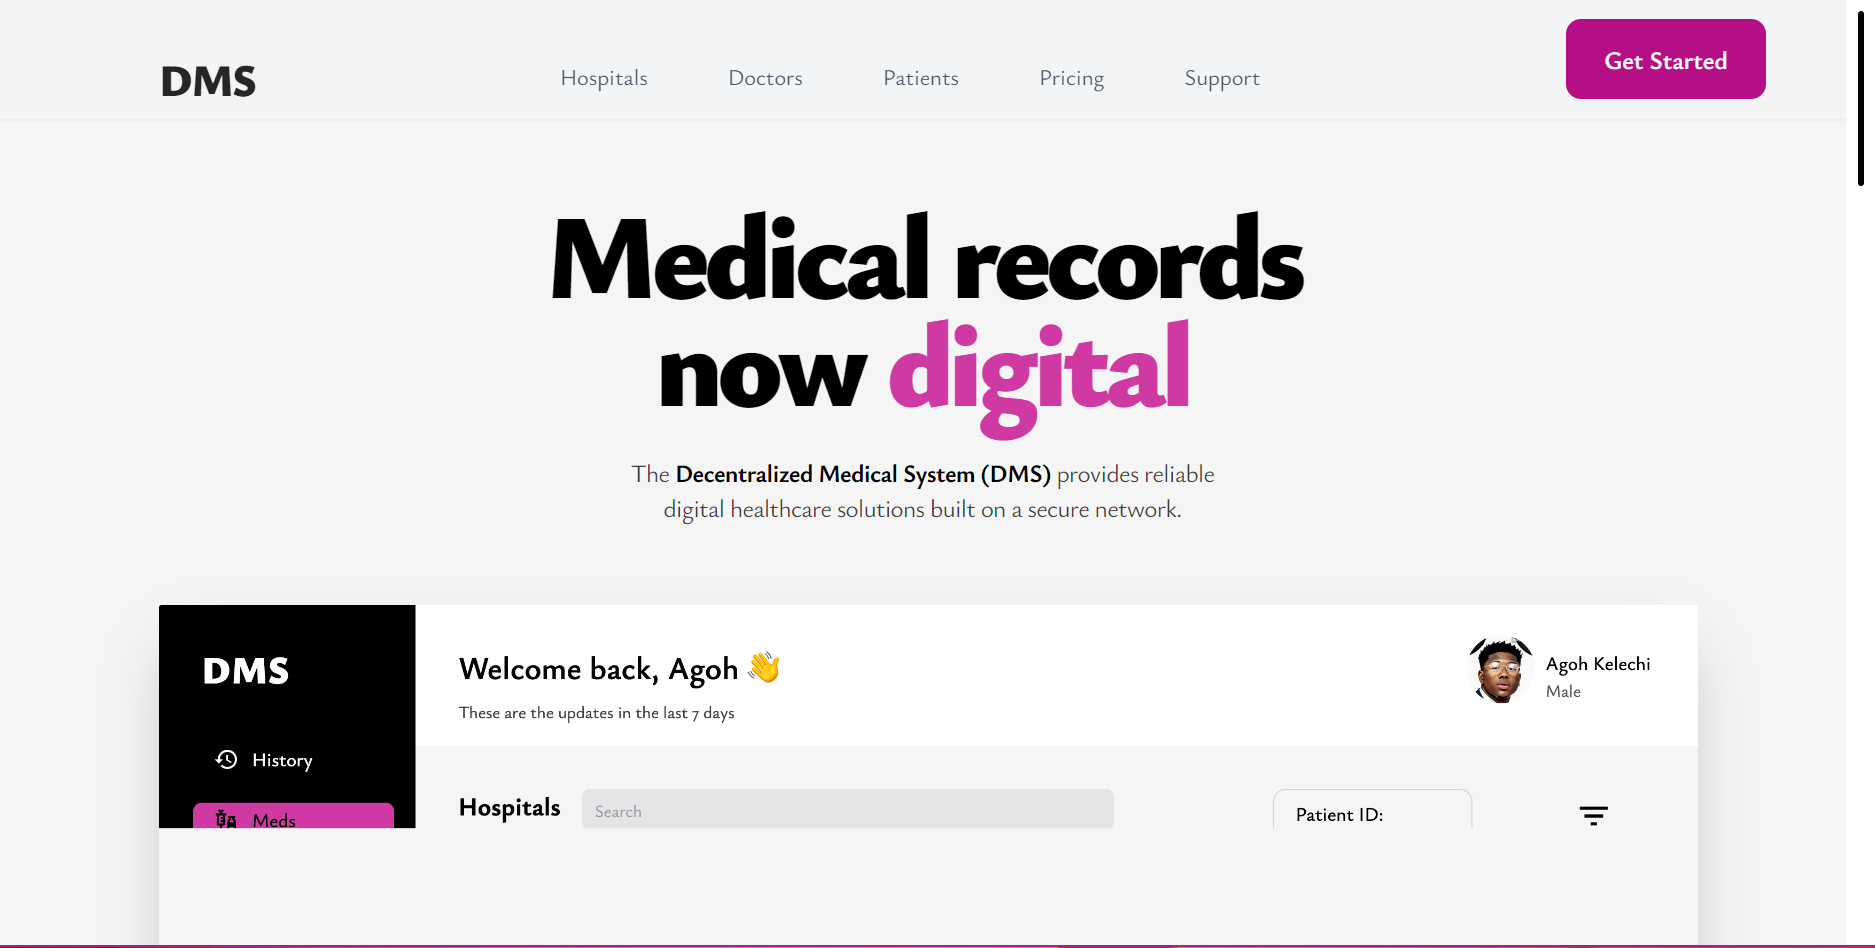 DMS
Hospitals
Doctors
Patients
Pricing
Support
Get Started
Medical records
now digital
The Decentralized Medical System (DMS) provides reliable
digital healthcare solutions built on a secure network.
DMS
Welcome back, Agoh 👋
These are the updates in the last 7 days
Agoh Kelechi
Male
History
Meds
Hospitals
Search
Patient ID: